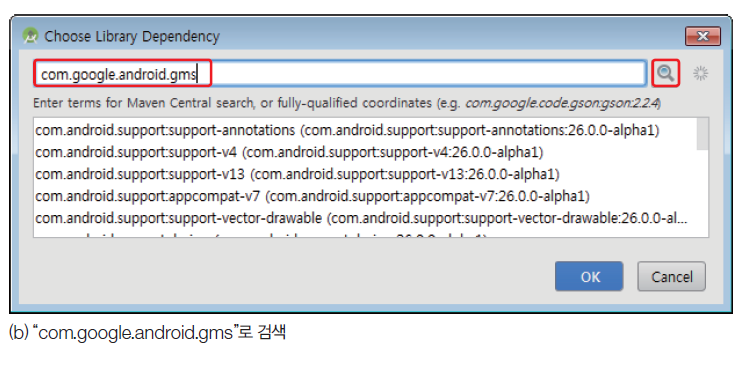 Choose Library Dependency
com.google.android.gms
Enter terms for Maven Central search, or fully-qualified coordinates (e.g. com.google.code.gson:gson:2.2.4)
com.android.support:support-annotations (com.android.support:support-annotations:26.0.0-alpha1)
com.android.support:support-v4 (com.android.support:support-v4:26.0.0-alpha1)
com.android.support:support-v13 (com.android.support:support-v13:26.0.0-alpha1)
com.android.support:appcompat-v7 (com.android.support:appcompat-v7:26.0.0-alpha1)
com.android.support:support-vector-drawable (com.android.support:support-vector-drawable:26.0.0-al...
OK Cancel
(b) “com.google.android.gms”로 검색